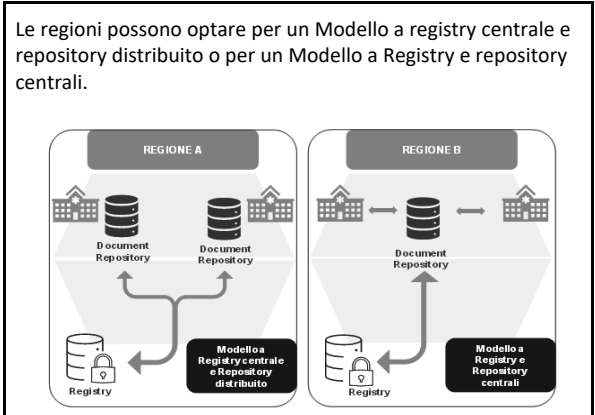 Le regioni possono optare per un Modello a registry centrale e
repository distribuito o per un Modello a Registry e repository
centrali.
REGIONE A
Document
Repository
Document
Repository
Registry
Modello a
Registry centrale
e Repository
distribuito
REGIONE B
Document
Repository
Registry
Modello a
Registry e
Repository
centrali